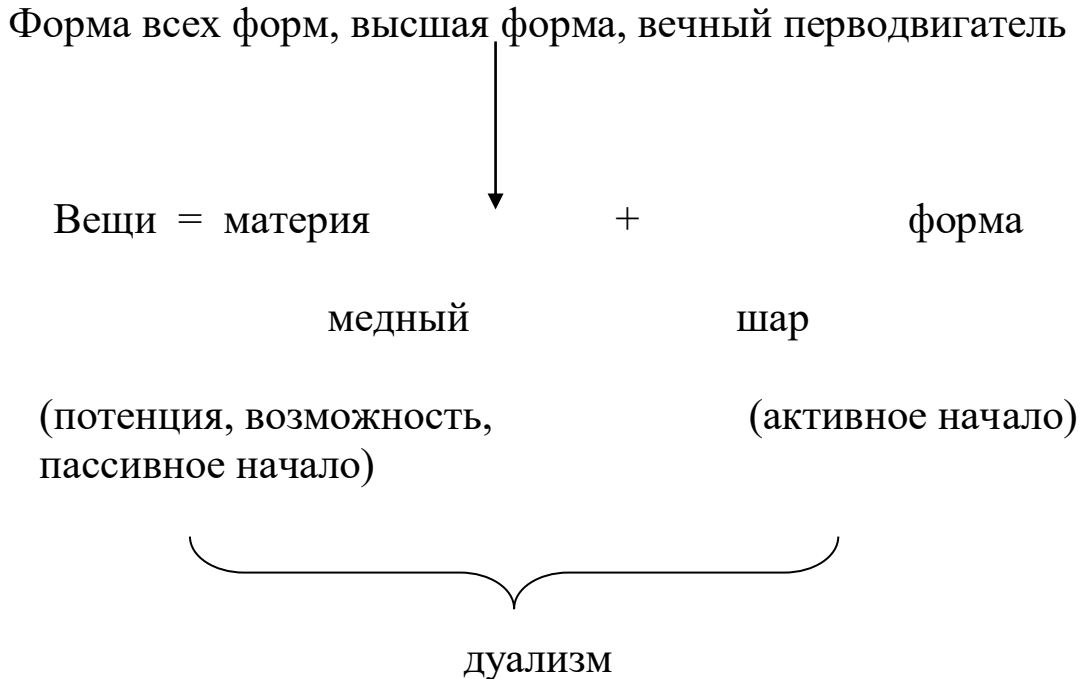 Форма всех форм, высшая форма, вечный перводвигатель
Вещи = материя + форма
медный шар
(потенция, возможность, (активное начало)
пассивное начало)
дуализм